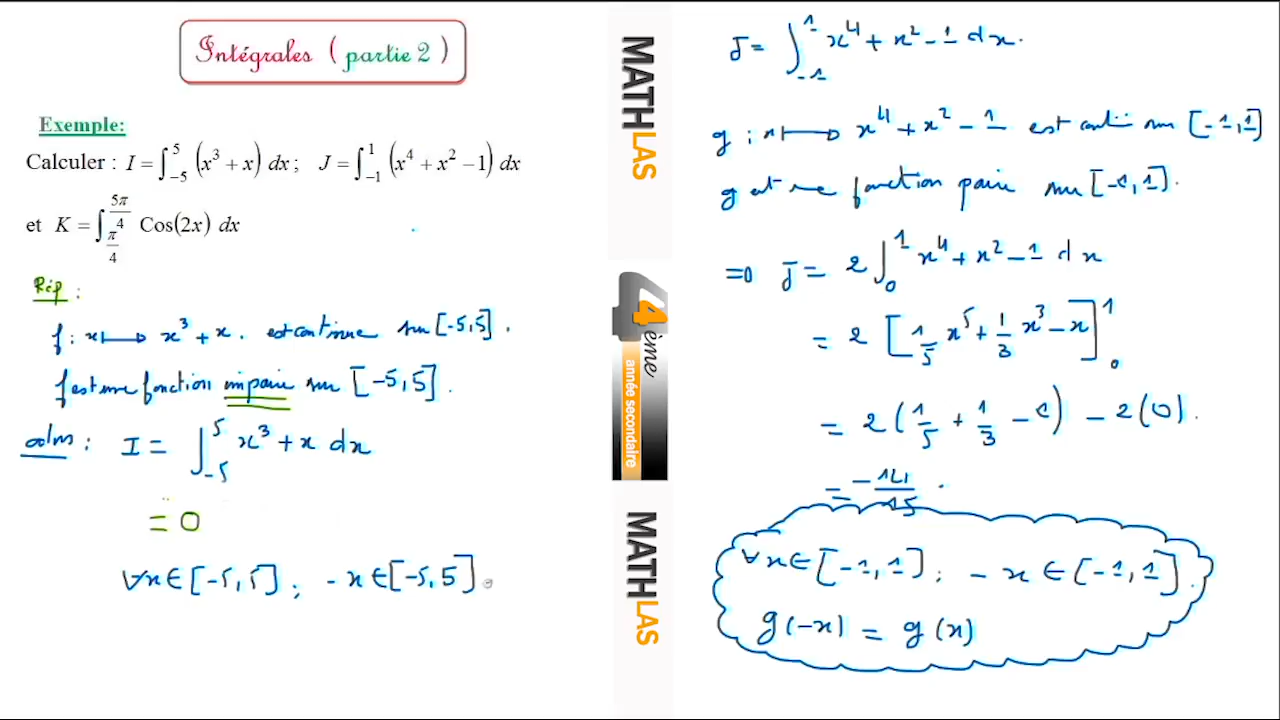 Intégrales ( partie 2 )
Exemple:
Calculer : I = ∫_{-5}^{5} (x³ + x) dx ; J = ∫_{-1}^{1} (x⁴ + x² − 1) dx
et K = ∫_{π/4}^{5π/4} Cos(2x) dx
Rép :
f : x ⟼ x³ + x . est continue sur [-5,5] .
f est une fonction impaire sur [-5,5] .
alors : I = ∫_{-5}^{5} x³ + x dx
= 0
∀x ∈ [-5,5] ; -x ∈ [-5,5]
MATHLAS
4ème
année secondaire
MATHLAS
J = ∫_{-1}^{1} x⁴ + x² − 1 dx .
g : x ⟼ x⁴ + x² − 1 est continue sur [-1,1]
g est une fonction paire sur [-1,1] .
⇒ J = 2 ∫_{0}^{1} x⁴ + x² − 1 dx
= 2 [ 1/5 x⁵ + 1/3 x³ − x ]_{0}^{1}
= 2 ( 1/5 + 1/3 − 1 ) − 2 (0) .
= − 14/15 .
∀x ∈ [-1,1] ; -x ∈ [-1,1]
g(-x) = g(x)